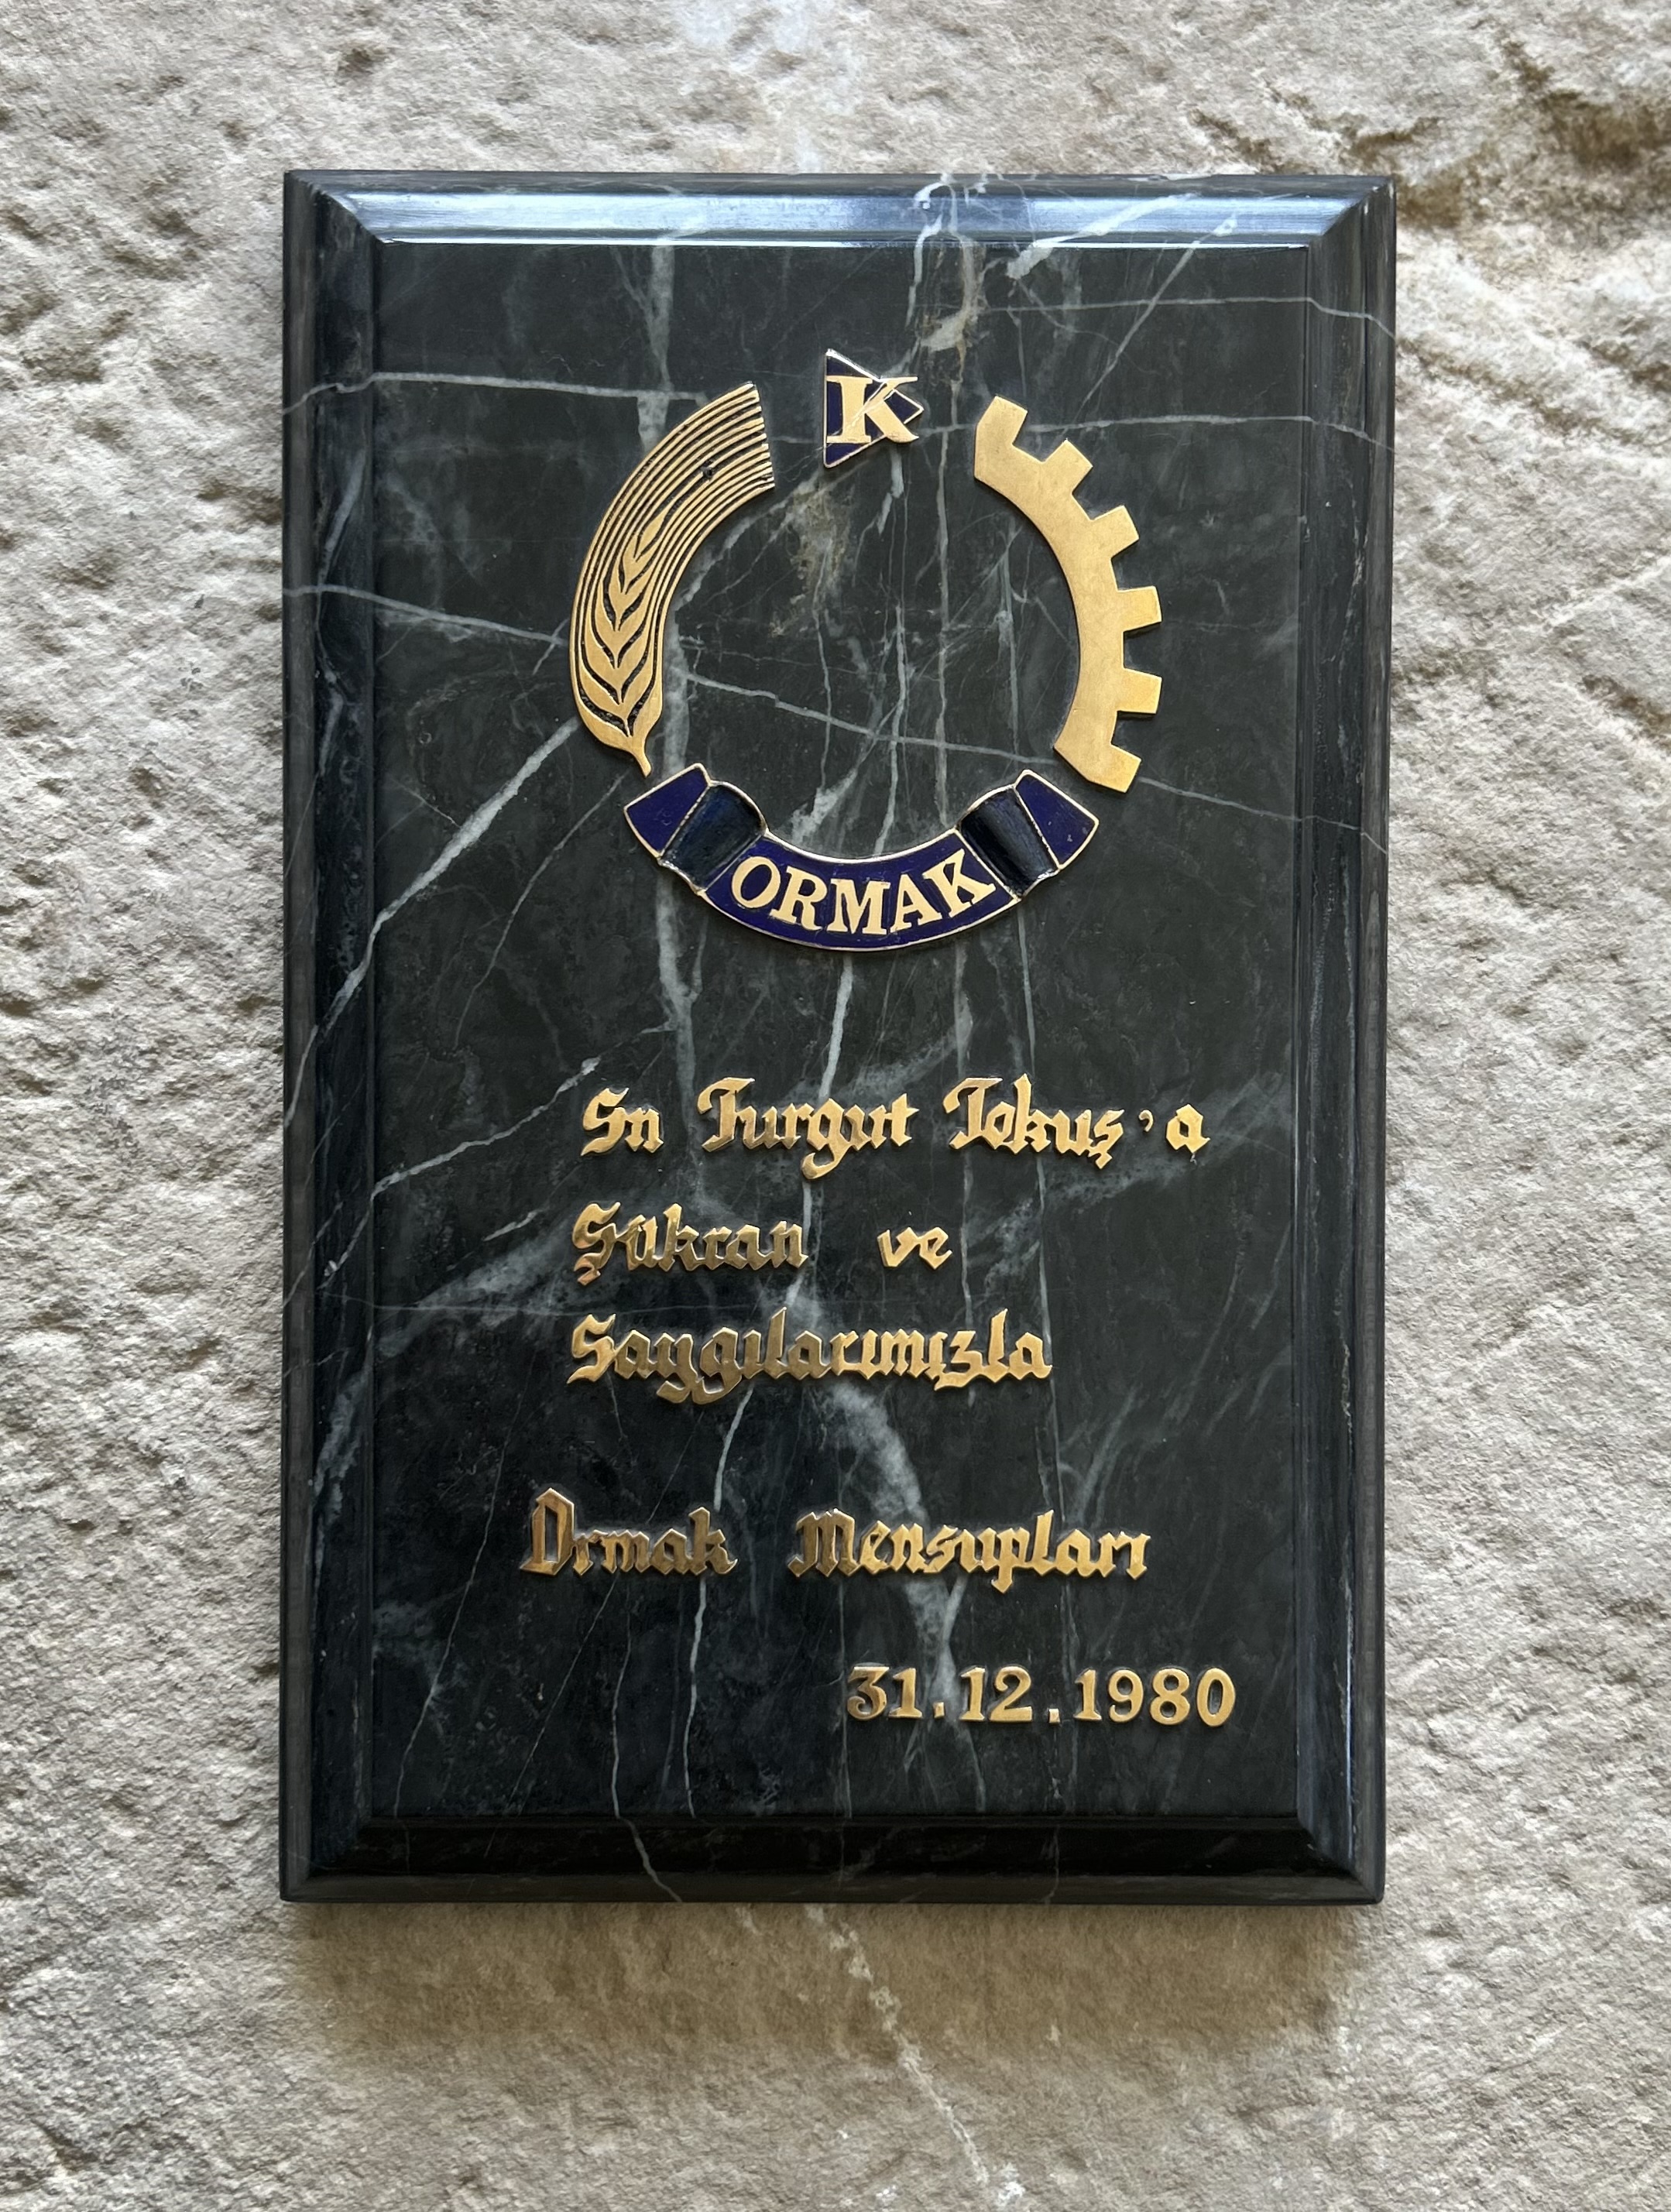 K
ORMAK
Sn Turgut Tokuş'a
Şükran ve
Saygılarımızla
Ormak Mensupları
31.12.1980